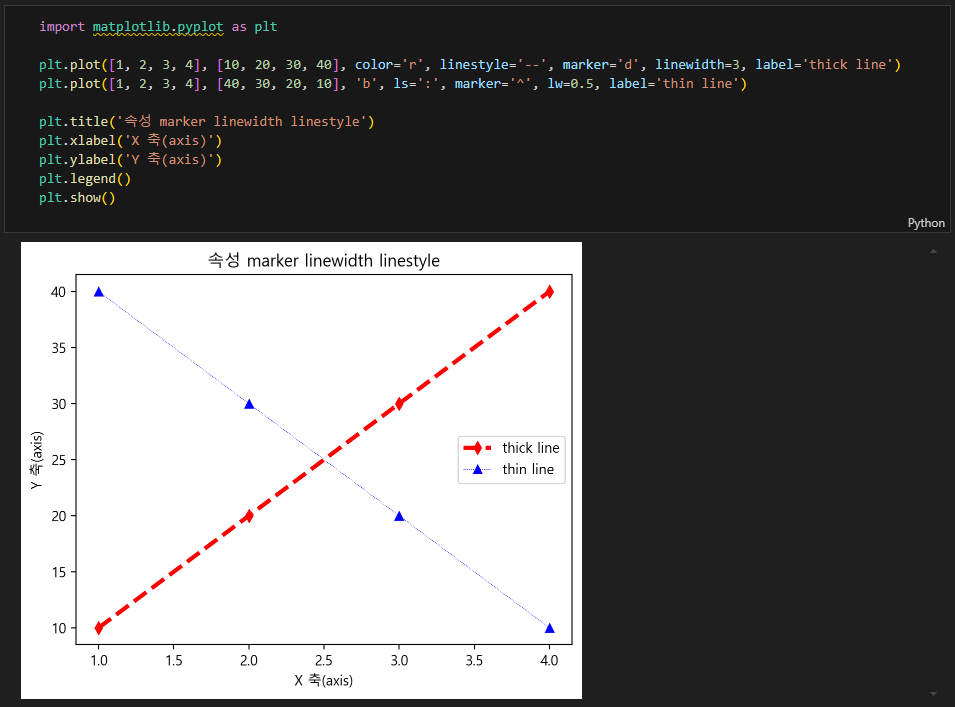 import matplotlib.pyplot as plt
plt.plot([1, 2, 3, 4], [10, 20, 30, 40], color='r', linestyle='--', marker='d', linewidth=3, label='thick line')
plt.plot([1, 2, 3, 4], [40, 30, 20, 10], 'b', ls=':', marker='^', lw=0.5, label='thin line')
plt.title('속성 marker linewidth linestyle')
plt.xlabel('X 축(axis)')
plt.ylabel('Y 축(axis)')
plt.legend()
plt.show()
Python
속성 marker linewidth linestyle
40
35
30
25
20
15
10
Y 축(axis)
thick line
thin line
1.0 1.5 2.0 2.5 3.0 3.5 4.0
X 축(axis)